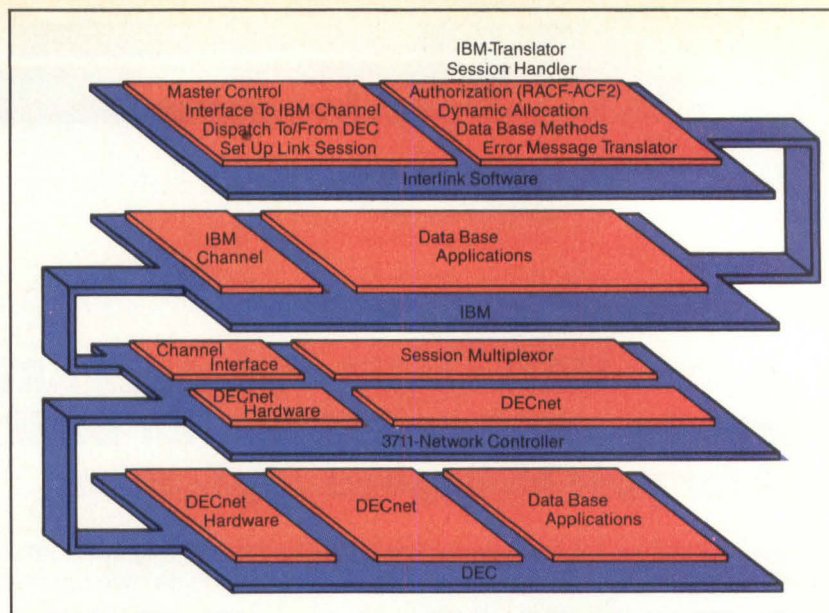 IBM-Translator
Session Handler
Master Control
Interface To IBM Channel
Dispatch To/From DEC
Set Up Link Session
Authorization (RACF-ACF2)
Dynamic Allocation
Data Base Methods
Error Message Translator
Interlink Software
IBM
Channel
Data Base
Applications
IBM
Channel
Interface
Session Multiplexor
DECnet
Hardware
DECnet
3711-Network Controller
DECnet
Hardware
DECnet
Data Base
Applications
DEC